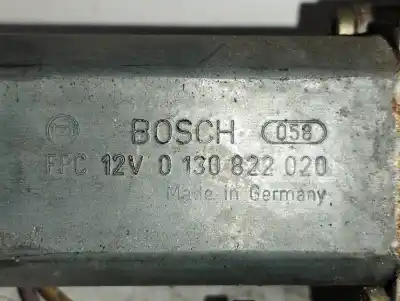 BOSCH 058
FPC 12V 0 130 822 020
Made in Germany